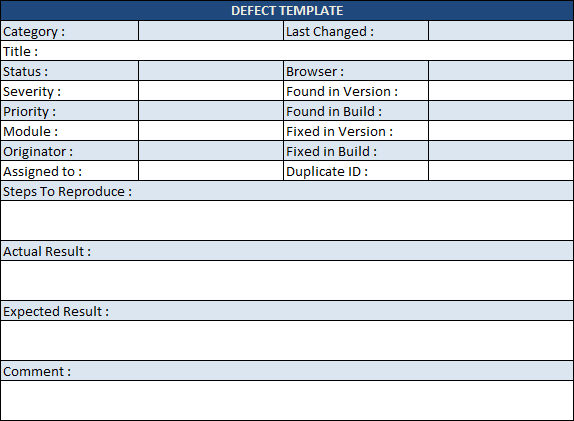 DEFECT TEMPLATE
Category : Last Changed :
Title :
Status : Browser :
Severity : Found in Version :
Priority : Found in Build :
Module : Fixed in Version :
Originator : Fixed in Build :
Assigned to : Duplicate ID :
Steps To Reproduce :
Actual Result :
Expected Result :
Comment :